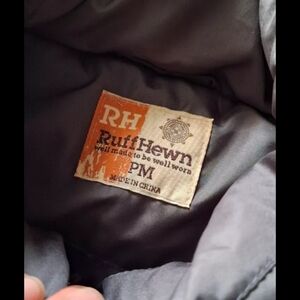 RH
RuffHewn
well made to be well worn
PM
MADE IN CHINA